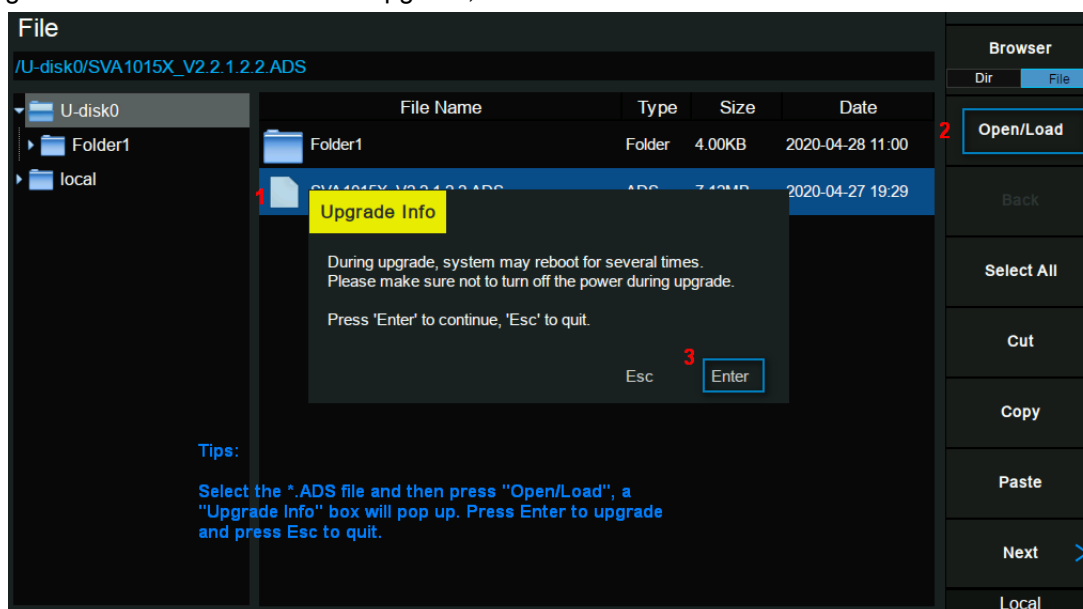 File
/U-disk0/SVA1015X_V2.2.1.2.2.ADS
Browser
Dir File
U-disk0
Folder1
local
File Name Type Size Date
Folder1 Folder 4.00KB 2020-04-28 11:00
1 2020-04-27 19:29
Upgrade Info
During upgrade, system may reboot for several times.
Please make sure not to turn off the power during upgrade.
Press 'Enter' to continue, 'Esc' to quit.
Esc 3 Enter
Tips:
Select the *.ADS file and then press "Open/Load", a
"Upgrade Info" box will pop up. Press Enter to upgrade
and press Esc to quit.
2 Open/Load
Back
Select All
Cut
Copy
Paste
Next >
Local